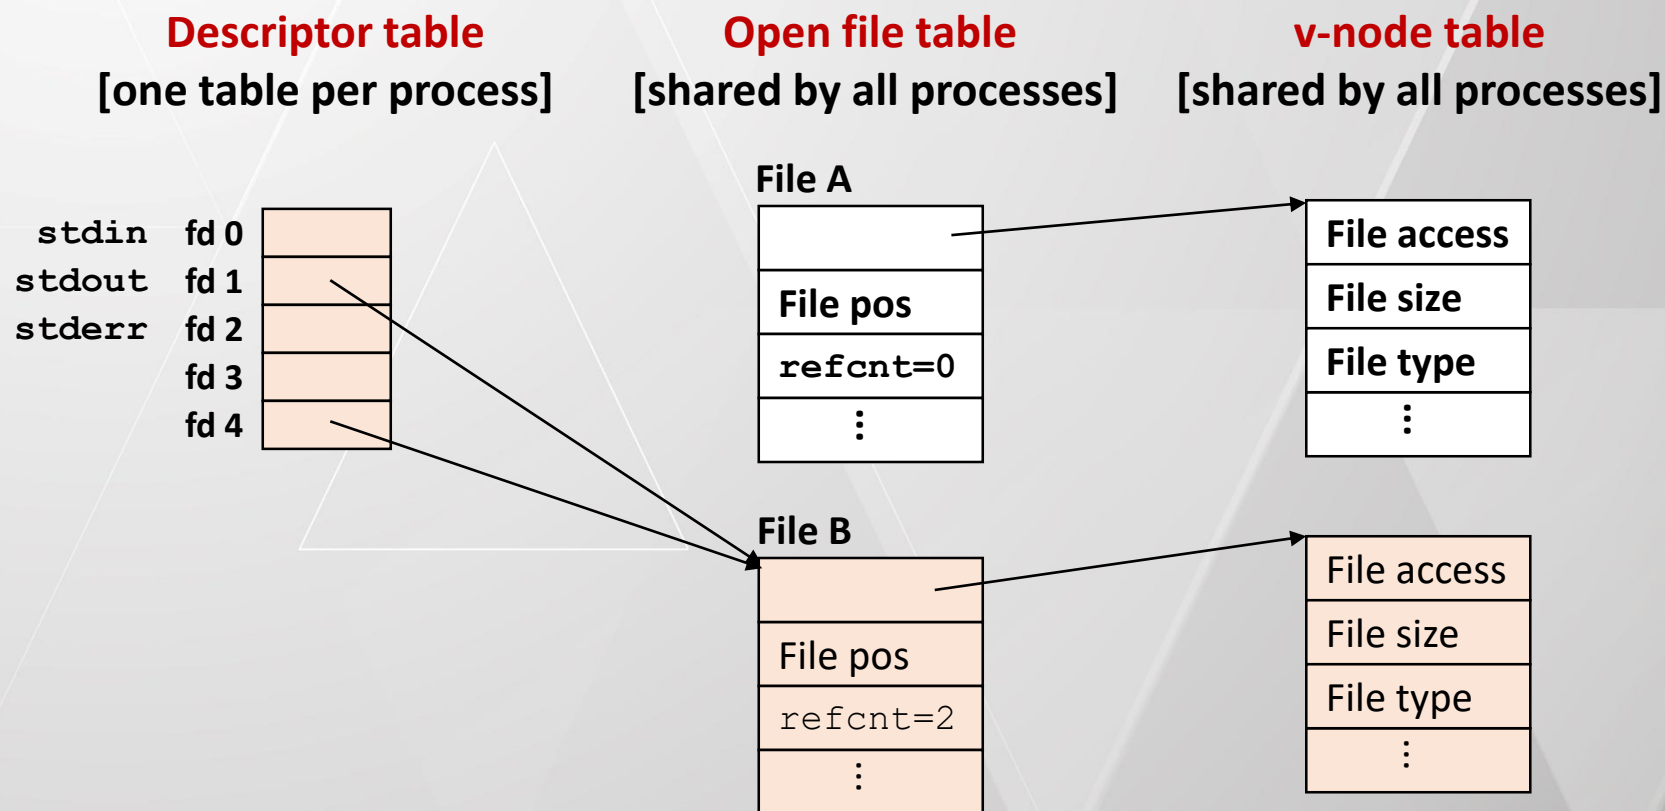 Descriptor table
[one table per process]
Open file table
[shared by all processes]
v-node table
[shared by all processes]
stdin fd 0
stdout fd 1
stderr fd 2
fd 3
fd 4
File A
File pos
refcnt=0
⋮
File access
File size
File type
⋮
File B
File pos
refcnt=2
⋮
File access
File size
File type
⋮